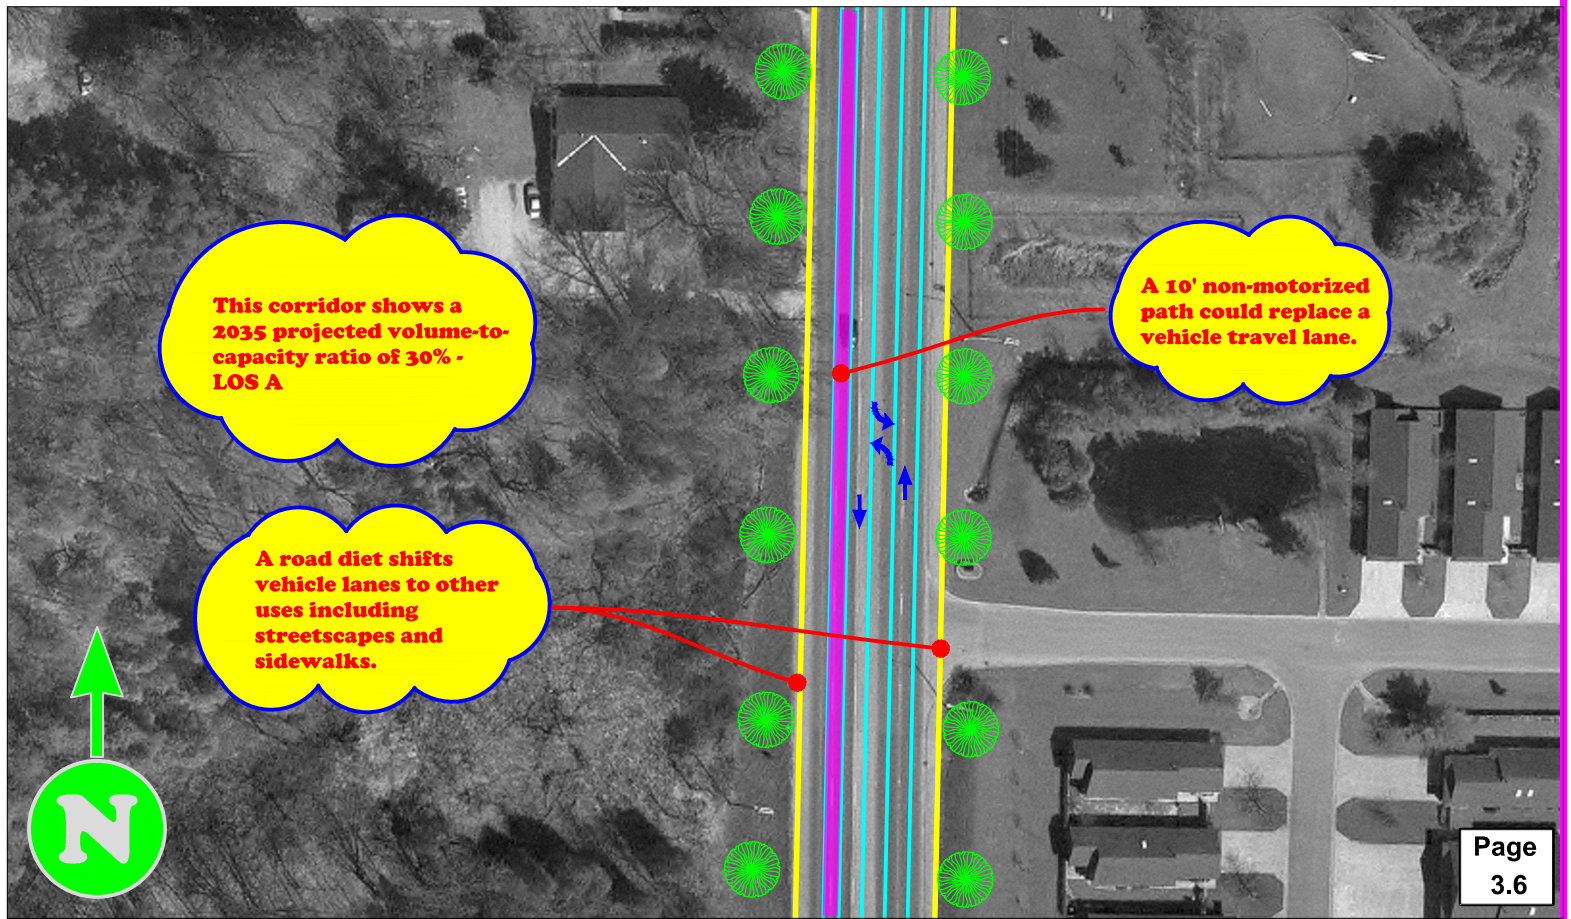 This corridor shows a
2035 projected volume-to-
capacity ratio of 30% -
LOS A
A 10' non-motorized
path could replace a
vehicle travel lane.
A road diet shifts
vehicle lanes to other
uses including
streetscapes and
sidewalks.
N
Page
3.6